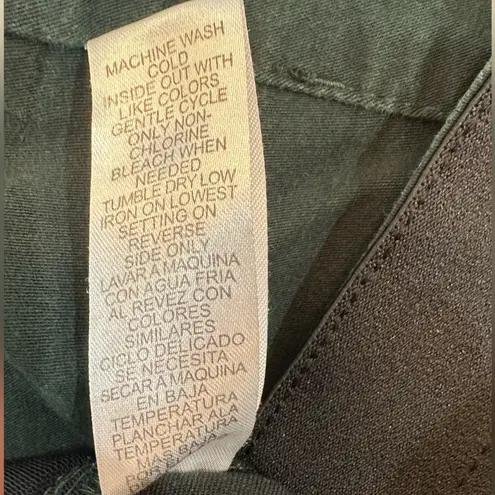 MACHINE WASH
COLD
INSIDE OUT WITH
LIKE COLORS
GENTLE CYCLE
ONLY NON-
CHLORINE
BLEACH WHEN
NEEDED
TUMBLE DRY LOW
IRON ON LOWEST
SETTING ON
REVERSE
SIDE ONLY
LAVAR A MAQUINA
CON AGUA FRIA
AL REVEZ CON
COLORES
SIMILARES
CICLO DELICADO
SE NECESITA
SECAR A MAQUINA
EN BAJA
TEMPERATURA
PLANCHAR ALA
TEMPERATURA
MAS BAJA